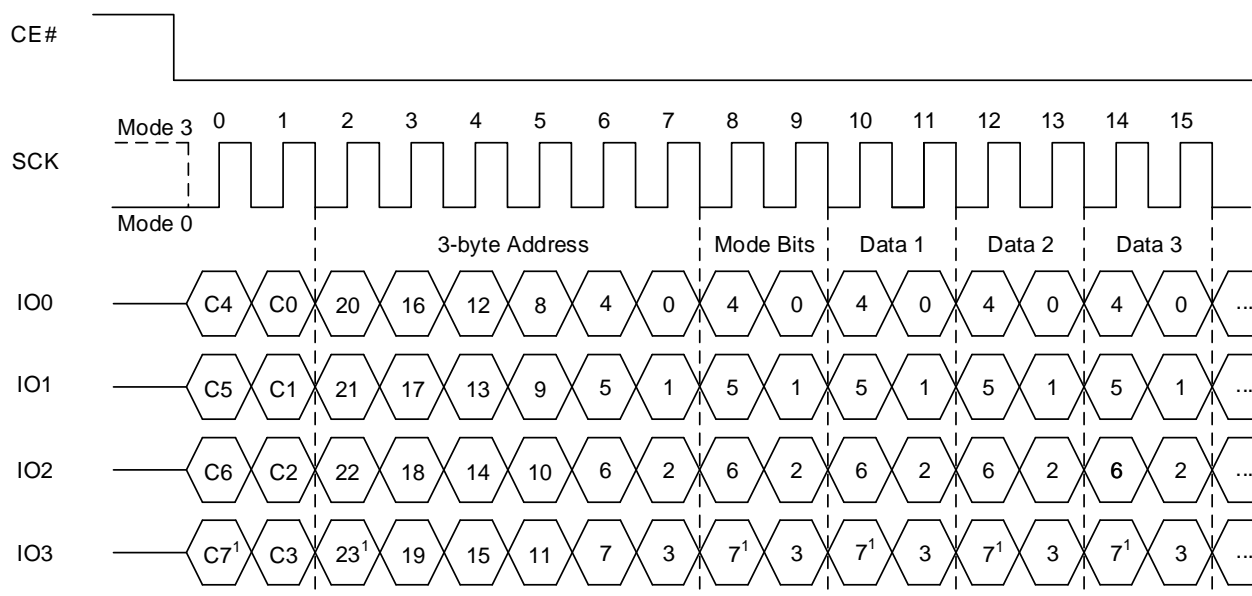 CE#
Mode 3 0 1 2 3 4 5 6 7 8 9 10 11 12 13 14 15
SCK
Mode 0
3-byte Address Mode Bits Data 1 Data 2 Data 3
IO0 C4 C0 20 16 12 8 4 0 4 0 4 0 4 0 4 0 ...
IO1 C5 C1 21 17 13 9 5 1 5 1 5 1 5 1 5 1 ...
IO2 C6 C2 22 18 14 10 6 2 6 2 6 2 6 2 6 2 ...
IO3 C7¹ C3 23¹ 19 15 11 7 3 7¹ 3 7¹ 3 7¹ 3 7¹ 3 ...